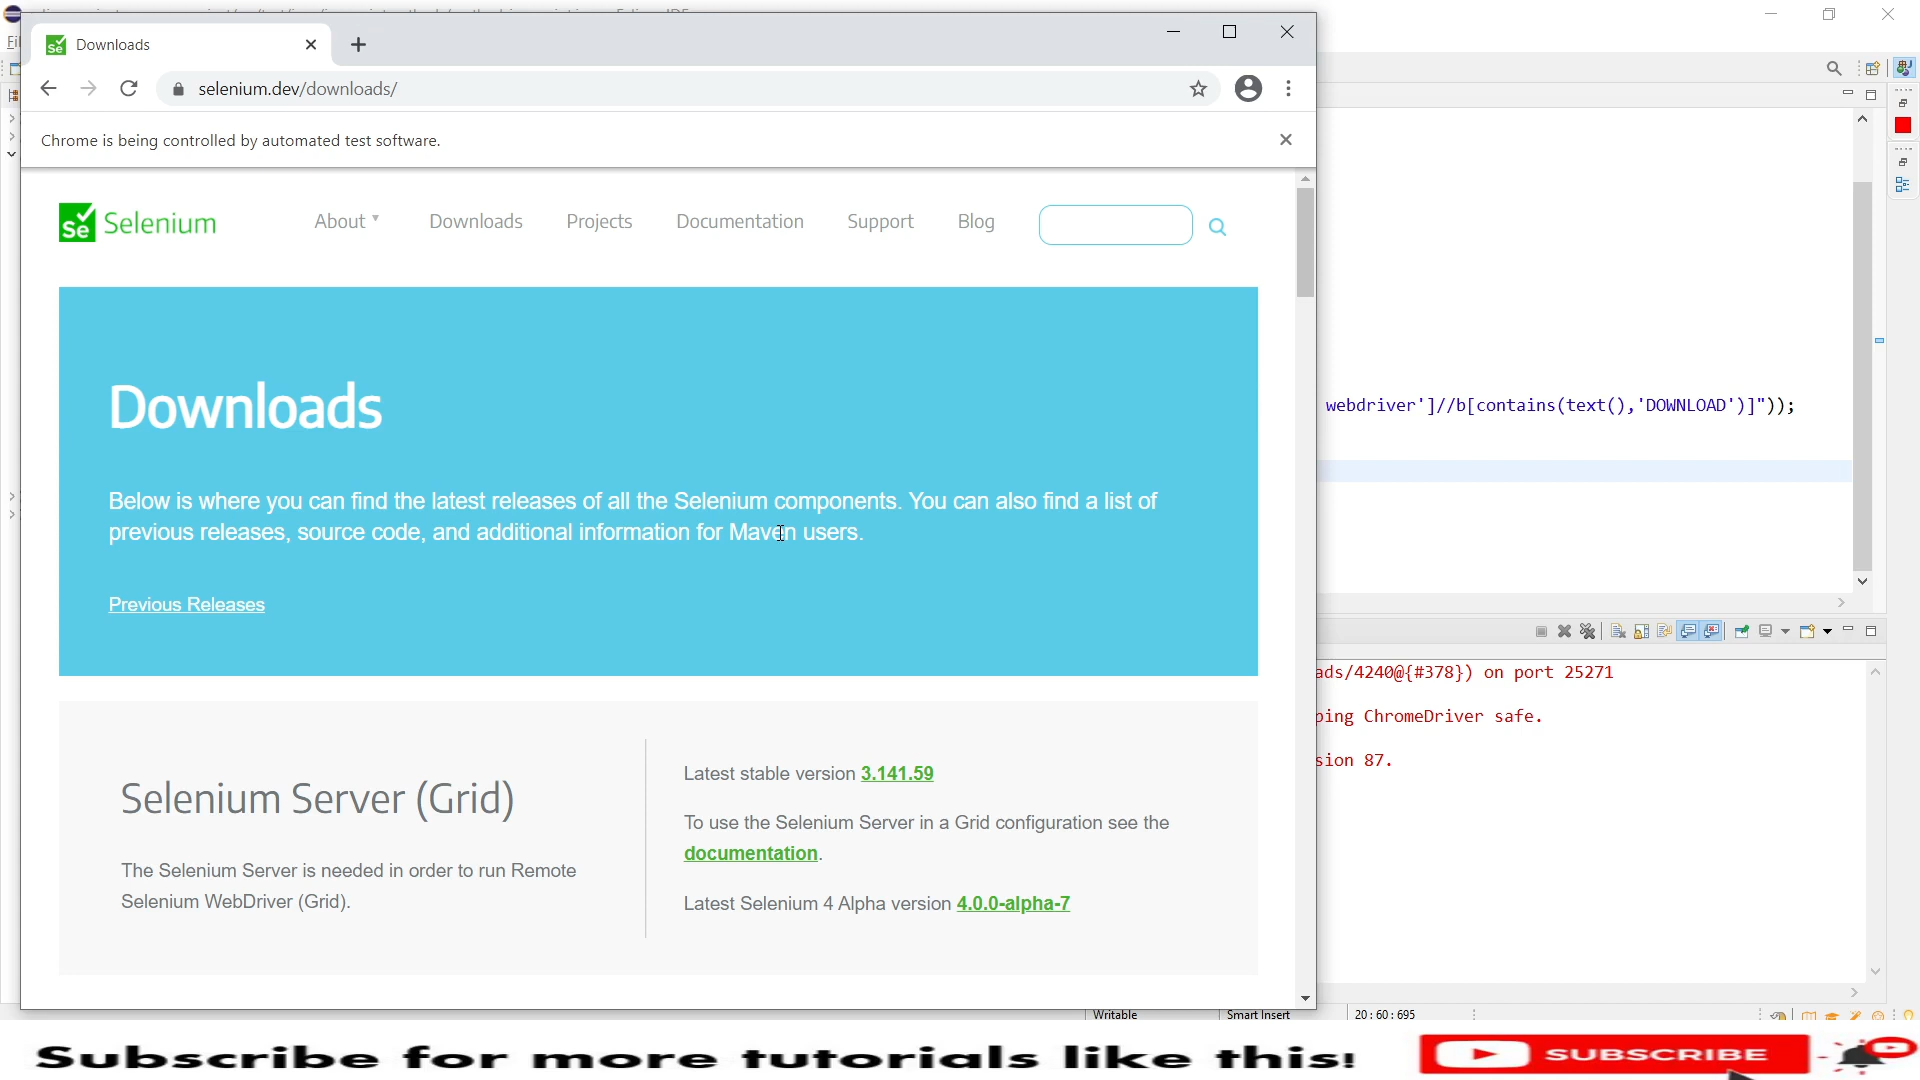 Downloads
selenium.dev/downloads/
Chrome is being controlled by automated test software.
Se Selenium
About Downloads Projects Documentation Support Blog
webdriver']//b[contains(text(),'DOWNLOAD')]"));
Downloads
Below is where you can find the latest releases of all the Selenium components. You can also find a list of
previous releases, source code, and additional information for Maven users.
Previous Releases
ads/4240@{#378}) on port 25271
ping ChromeDriver safe.
sion 87.
Selenium Server (Grid)
The Selenium Server is needed in order to run Remote
Selenium WebDriver (Grid).
Latest stable version 3.141.59
To use the Selenium Server in a Grid configuration see the
documentation.
Latest Selenium 4 Alpha version 4.0.0-alpha-7
Writable Smart Insert 20 : 60 : 695
Subscribe for more tutorials like this!
SUBSCRIBE